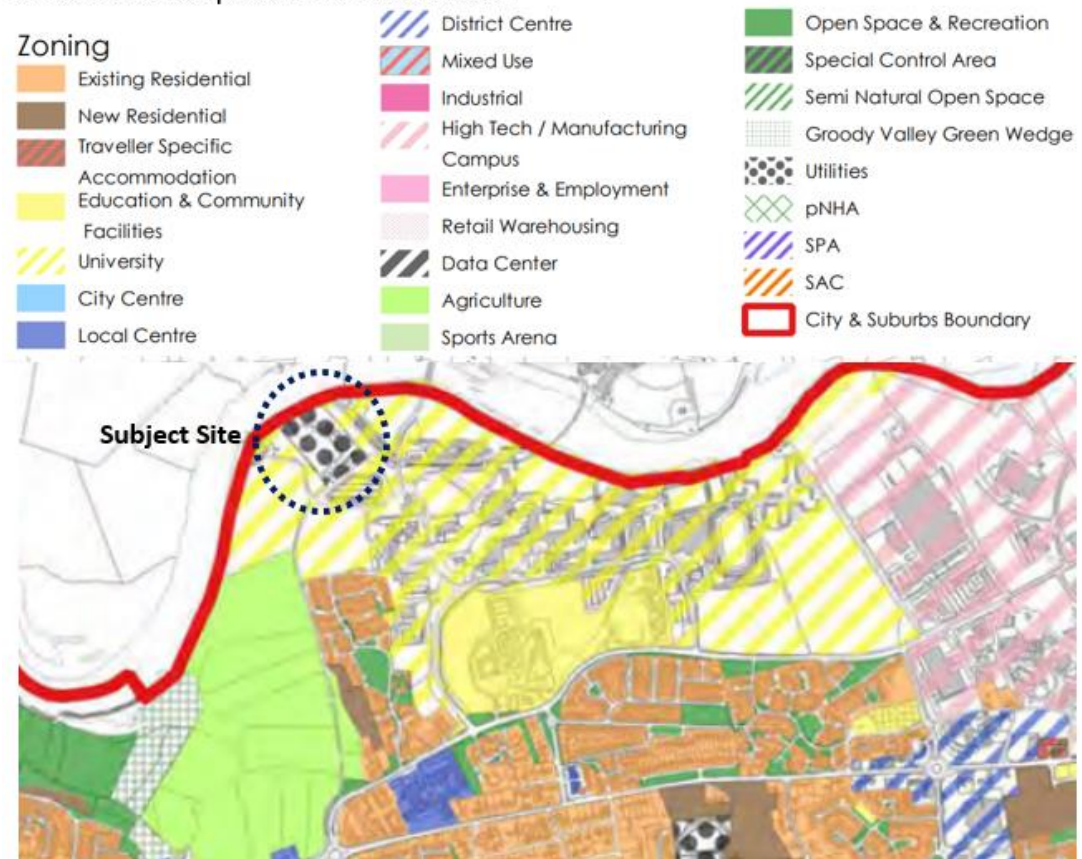 Zoning
Existing Residential
New Residential
Traveller Specific
Accommodation
Education & Community
Facilities
University
City Centre
Local Centre
District Centre
Mixed Use
Industrial
High Tech / Manufacturing
Campus
Enterprise & Employment
Retail Warehousing
Data Center
Agriculture
Sports Arena
Open Space & Recreation
Special Control Area
Semi Natural Open Space
Groody Valley Green Wedge
Utilities
pNHA
SPA
SAC
City & Suburbs Boundary
Subject Site